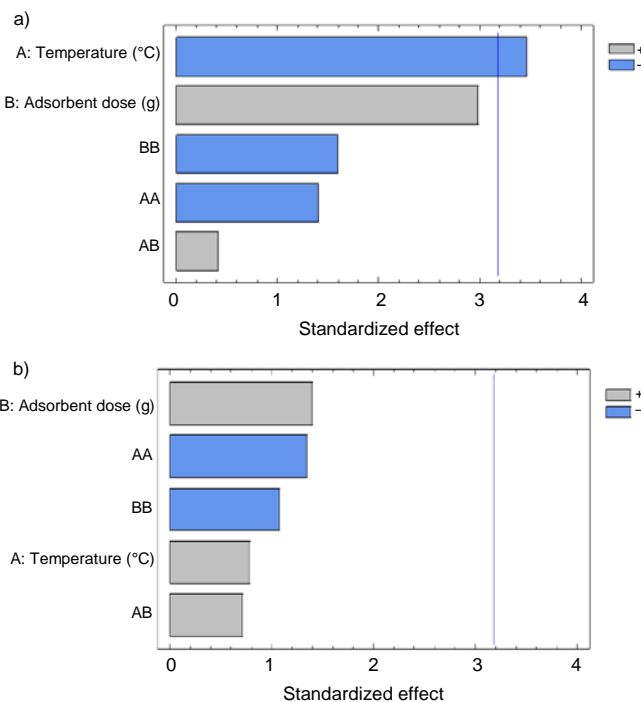 a)
A: Temperature (°C)
B: Adsorbent dose (g)
BB
AA
AB
+
−
0 1 2 3 4
Standardized effect
b)
B: Adsorbent dose (g)
AA
BB
A: Temperature (°C)
AB
+
−
0 1 2 3 4
Standardized effect